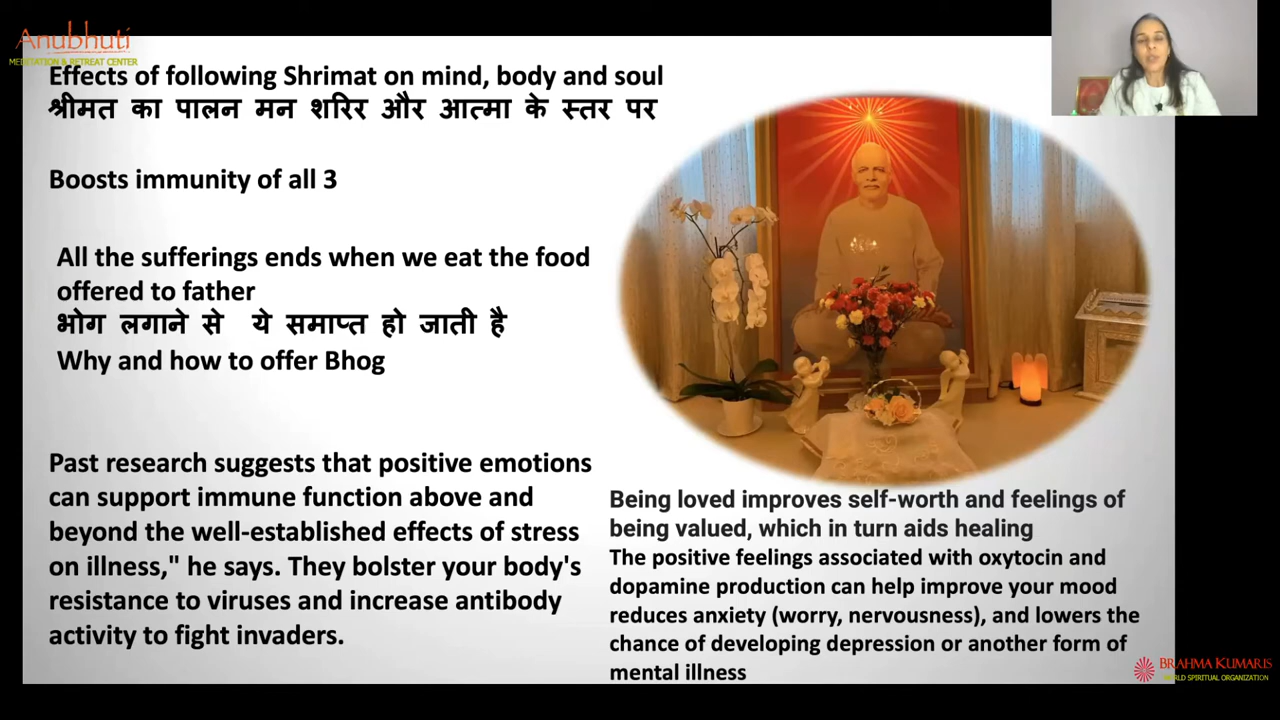 Anubhuti
MEDITATION & RETREAT CENTER
Effects of following Shrimat on mind, body and soul
श्रीमत का पालन मन शरिर और आत्मा के स्तर पर
Boosts immunity of all 3
All the sufferings ends when we eat the food
offered to father
भोग लगाने से ये समाप्त हो जाती है
Why and how to offer Bhog
Past research suggests that positive emotions
can support immune function above and
beyond the well-established effects of stress
on illness," he says. They bolster your body's
resistance to viruses and increase antibody
activity to fight invaders.
Being loved improves self-worth and feelings of
being valued, which in turn aids healing
The positive feelings associated with oxytocin and
dopamine production can help improve your mood
reduces anxiety (worry, nervousness), and lowers the
chance of developing depression or another form of
mental illness
BRAHMA KUMARIS
WORLD SPIRITUAL ORGANIZATION